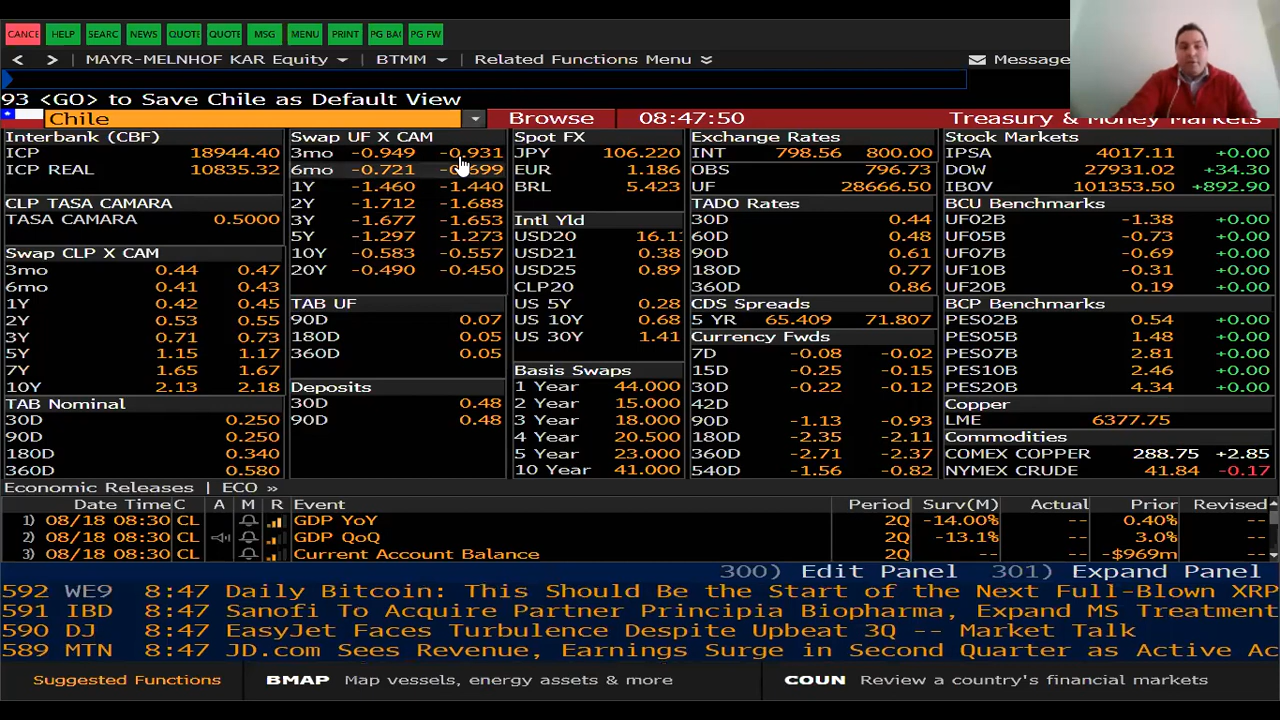 CANCE HELP SEARC NEWS QUOTE QUOTE MSG MENU PRINT PG BAC PG FW
< > MAYR-MELNHOF KAR Equity BTMM Related Functions Menu Message
93 <GO> to Save Chile as Default View
Chile Browse 08:47:50 Treasury & Money Markets
Interbank (CBF)
ICP 18944.40
ICP REAL 10835.32
CLP TASA CAMARA
TASA CAMARA 0.5000
Swap CLP X CAM
3mo 0.44 0.47
6mo 0.41 0.43
1Y 0.42 0.45
2Y 0.53 0.55
3Y 0.71 0.73
5Y 1.15 1.17
7Y 1.65 1.67
10Y 2.13 2.18
TAB Nominal
30D 0.250
90D 0.250
180D 0.340
360D 0.580
Swap UF X CAM
3mo -0.949 -0.931
6mo -0.721
1Y -1.460 -1.440
2Y -1.712 -1.688
3Y -1.677 -1.653
5Y -1.297 -1.273
10Y -0.583 -0.557
20Y -0.490 -0.450
TAB UF
90D 0.07
180D 0.05
360D 0.05
Deposits
30D 0.48
90D 0.48
Spot FX
JPY 106.220
EUR 1.186
BRL 5.423
Intl Yld
USD20 16.1
USD21 0.38
USD25 0.89
CLP20
US 5Y 0.28
US 10Y 0.68
US 30Y 1.41
Basis Swaps
1 Year 44.000
2 Year 15.000
3 Year 18.000
4 Year 20.500
5 Year 23.000
10 Year 41.000
Exchange Rates
INT 798.56 800.00
OBS 796.73
UF 28666.50
TADO Rates
30D 0.44
60D 0.48
90D 0.61
180D 0.77
360D 0.86
CDS Spreads
5 YR 65.409 71.807
Currency Fwds
7D -0.08 -0.02
15D -0.25 -0.15
30D -0.22 -0.12
42D
90D -1.13 -0.93
180D -2.35 -2.11
360D -2.71 -2.37
540D -1.56 -0.82
Stock Markets
IPSA 4017.11
DOW 27931.02 +34.30
IBOV 101353.50 +892.90
BCU Benchmarks
UF02B -1.38 +0.00
UF05B -0.73 +0.00
UF07B -0.69 +0.00
UF10B -0.31 +0.00
UF20B 0.19 +0.00
BCP Benchmarks
PES02B 0.54 +0.00
PES05B 1.48 +0.00
PES07B 2.81 +0.00
PES10B 2.46 +0.00
PES20B 4.34 +0.00
Copper
LME 6377.75
Commodities
COMEX COPPER 288.75 +2.85
NYMEX CRUDE 41.84 -0.17
Economic Releases | ECO »
Date Time C A M R Event Period Surv(M) Actual Prior Revised
1) 08/18 08:30 CL GDP YoY 2Q -14.00% -- 0.40% --
2) 08/18 08:30 CL GDP QoQ 2Q -13.1% -- 3.0% --
3) 08/18 08:30 CL Current Account Balance 2Q -- -- -$969m --
300) Edit Panel 301) Expand Panel
592 WE9 8:47 Daily Bitcoin: This Should Be the Start of the Next Full-Blown XRP
591 IBD 8:47 Sanofi To Acquire Partner Principia Biopharma, Expand MS Treatment
590 DJ 8:47 EasyJet Faces Turbulence Despite Upbeat 3Q -- Market Talk
589 MTN 8:47 JD.com Sees Revenue, Earnings Surge in Second Quarter as Active Ac
Suggested Functions BMAP Map vessels, energy assets & more COUN Review a country's financial markets